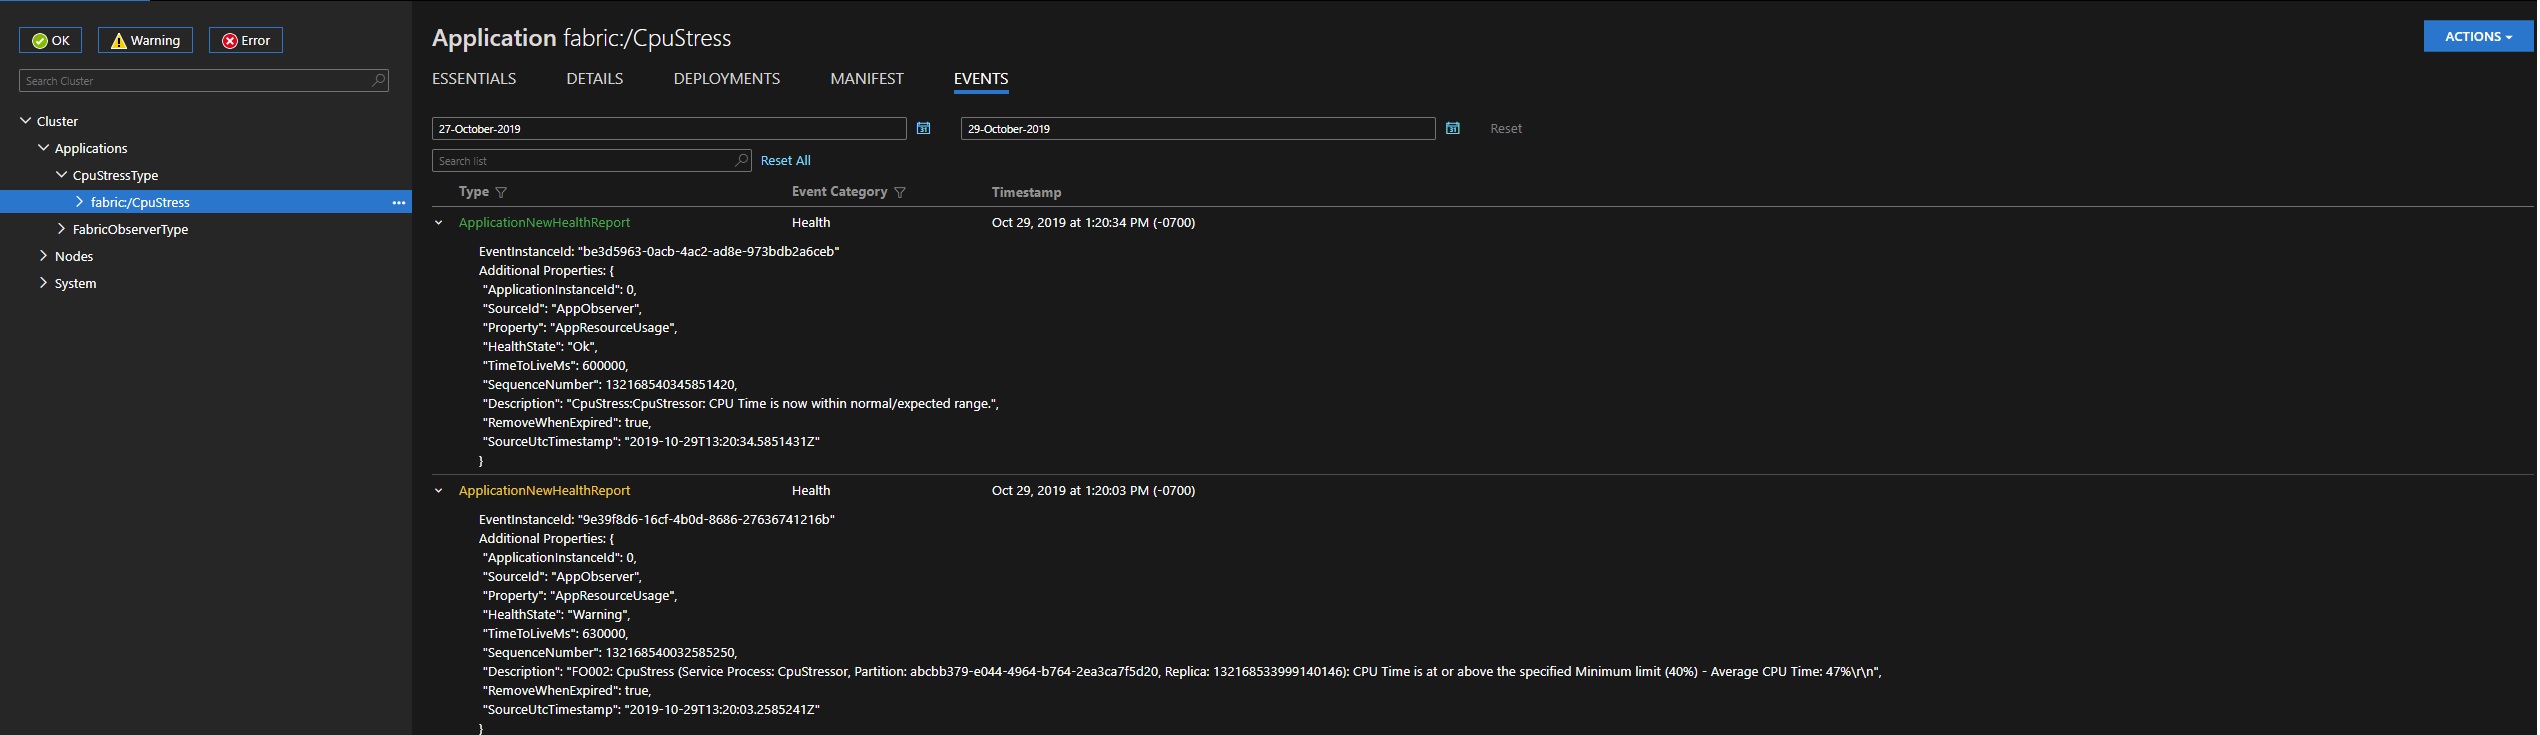 OK
Warning
Error
Search Cluster
Cluster
Applications
CpuStressType
fabric:/CpuStress
FabricObserverType
Nodes
System
Application fabric:/CpuStress
ACTIONS
ESSENTIALS DETAILS DEPLOYMENTS MANIFEST EVENTS
27-October-2019 29-October-2019 Reset
Search list Reset All
Type Event Category Timestamp
ApplicationNewHealthReport Health Oct 29, 2019 at 1:20:34 PM (-0700)
EventInstanceId: "be3d5963-0acb-4ac2-ad8e-973bdb2a6ceb"
Additional Properties: {
"ApplicationInstanceId": 0,
"SourceId": "AppObserver",
"Property": "AppResourceUsage",
"HealthState": "Ok",
"TimeToLiveMs": 600000,
"SequenceNumber": 132168540345851420,
"Description": "CpuStress:CpuStressor: CPU Time is now within normal/expected range.",
"RemoveWhenExpired": true,
"SourceUtcTimestamp": "2019-10-29T13:20:34.5851431Z"
}
ApplicationNewHealthReport Health Oct 29, 2019 at 1:20:03 PM (-0700)
EventInstanceId: "9e39f8d6-16cf-4b0d-8686-27636741216b"
Additional Properties: {
"ApplicationInstanceId": 0,
"SourceId": "AppObserver",
"Property": "AppResourceUsage",
"HealthState": "Warning",
"TimeToLiveMs": 630000,
"SequenceNumber": 132168540032585250,
"Description": "FO002: CpuStress (Service Process: CpuStressor, Partition: abcbb379-e044-4964-b764-2ea3ca7f5d20, Replica: 132168533999140146): CPU Time is at or above the specified Minimum limit (40%) - Average CPU Time: 47%\r\n",
"RemoveWhenExpired": true,
"SourceUtcTimestamp": "2019-10-29T13:20:03.2585241Z"
}